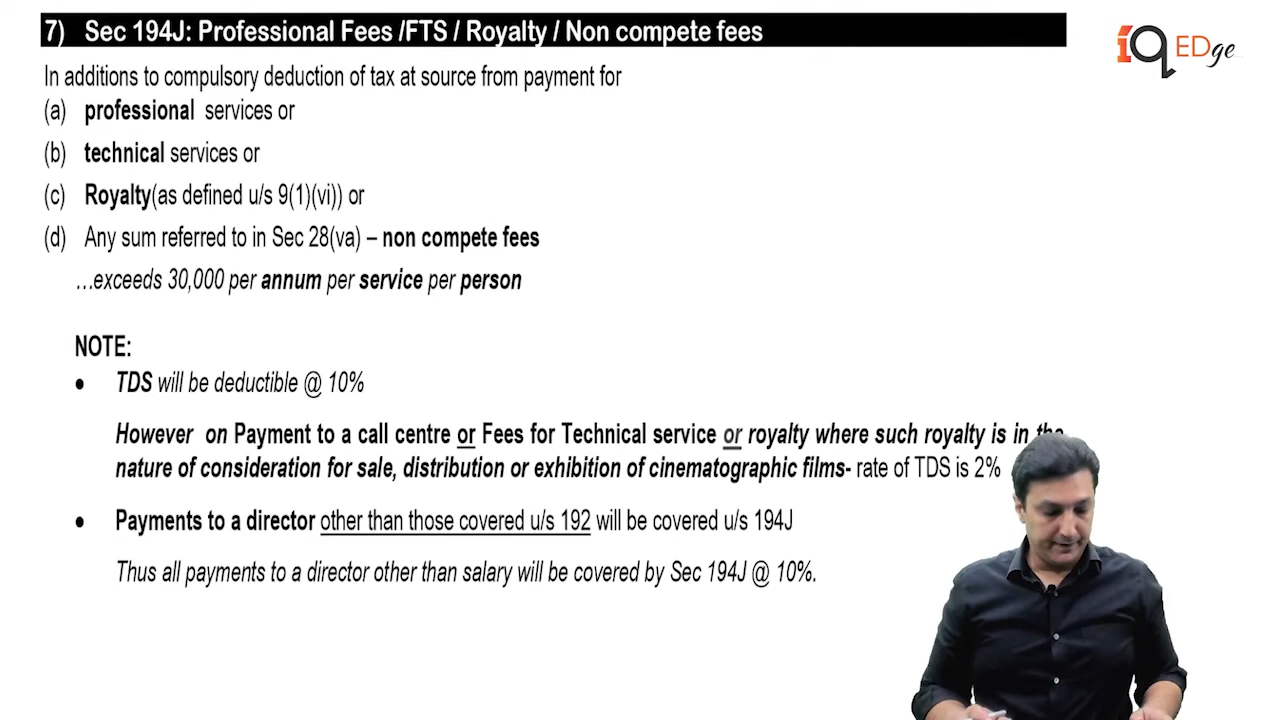 7) Sec 194J: Professional Fees /FTS / Royalty / Non compete fees
iQ EDge
In additions to compulsory deduction of tax at source from payment for
(a) professional services or
(b) technical services or
(c) Royalty(as defined u/s 9(1)(vi)) or
(d) Any sum referred to in Sec 28(va) – non compete fees
...exceeds 30,000 per annum per service per person
NOTE:
• TDS will be deductible @ 10%
However on Payment to a call centre or Fees for Technical service or royalty where such royalty is in the
nature of consideration for sale, distribution or exhibition of cinematographic films- rate of TDS is 2%
• Payments to a director other than those covered u/s 192 will be covered u/s 194J
Thus all payments to a director other than salary will be covered by Sec 194J @ 10%.